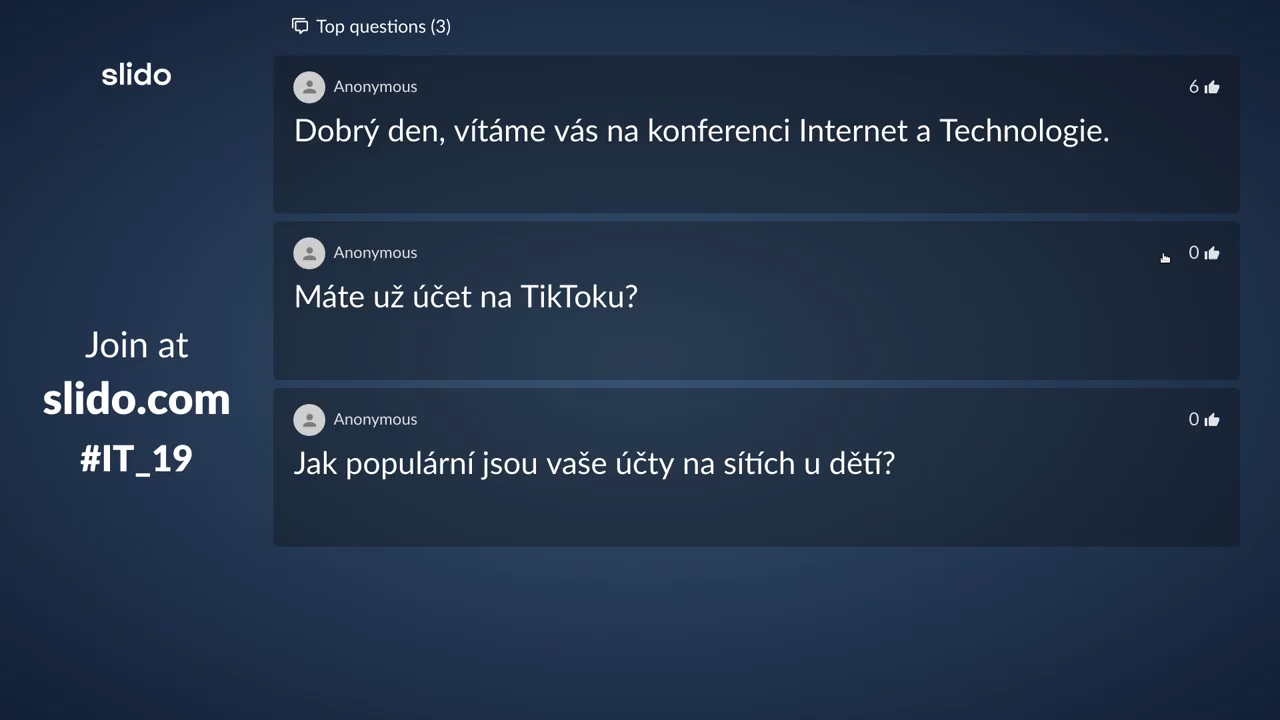 Top questions (3)
slido
Anonymous
6
Dobrý den, vítáme vás na konferenci Internet a Technologie.
Anonymous
0
Máte už účet na TikToku?
Anonymous
0
Jak populární jsou vaše účty na sítích u dětí?
Join at
slido.com
#IT_19